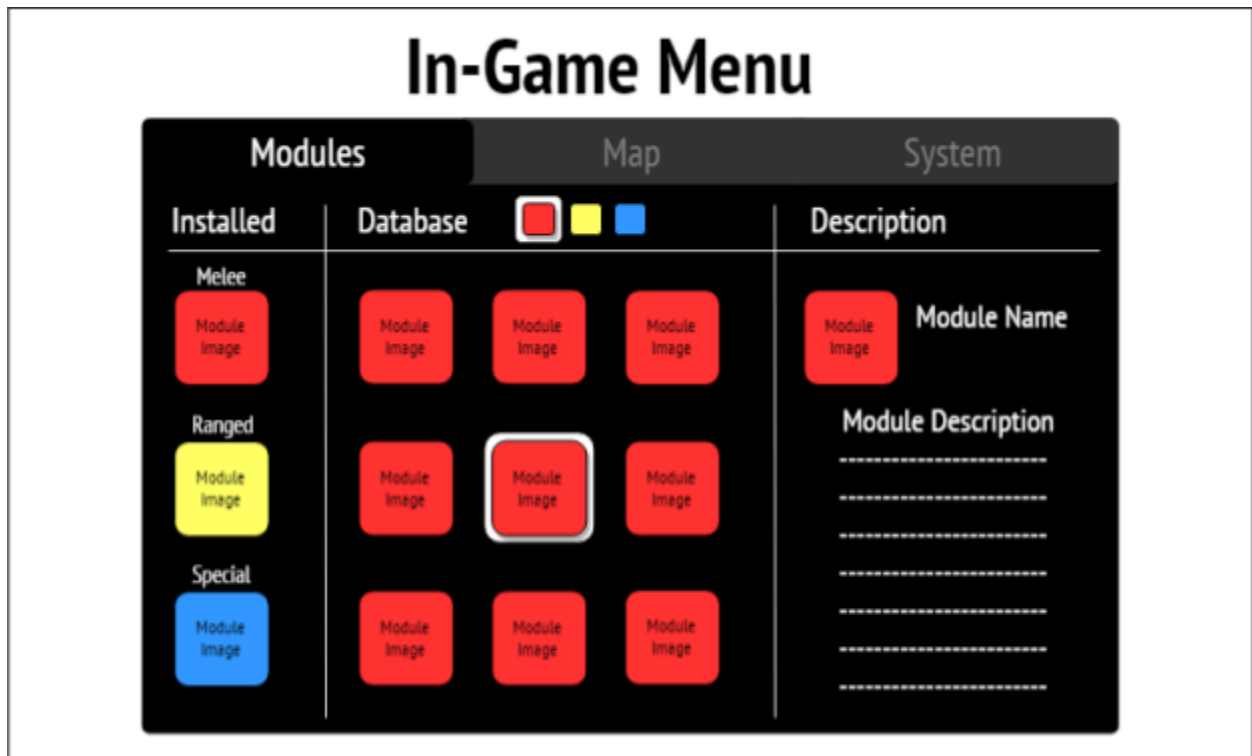 In-Game Menu
Modules
Map
System
Installed
Database
Description
Melee
Module
Image
Module
Image
Module
Image
Module
Image
Module
Image
Module Name
Module Description
------------------------
------------------------
------------------------
------------------------
------------------------
------------------------
------------------------
Ranged
Module
Image
Module
Image
Module
Image
Module
Image
Special
Module
Image
Module
Image
Module
Image
Module
Image